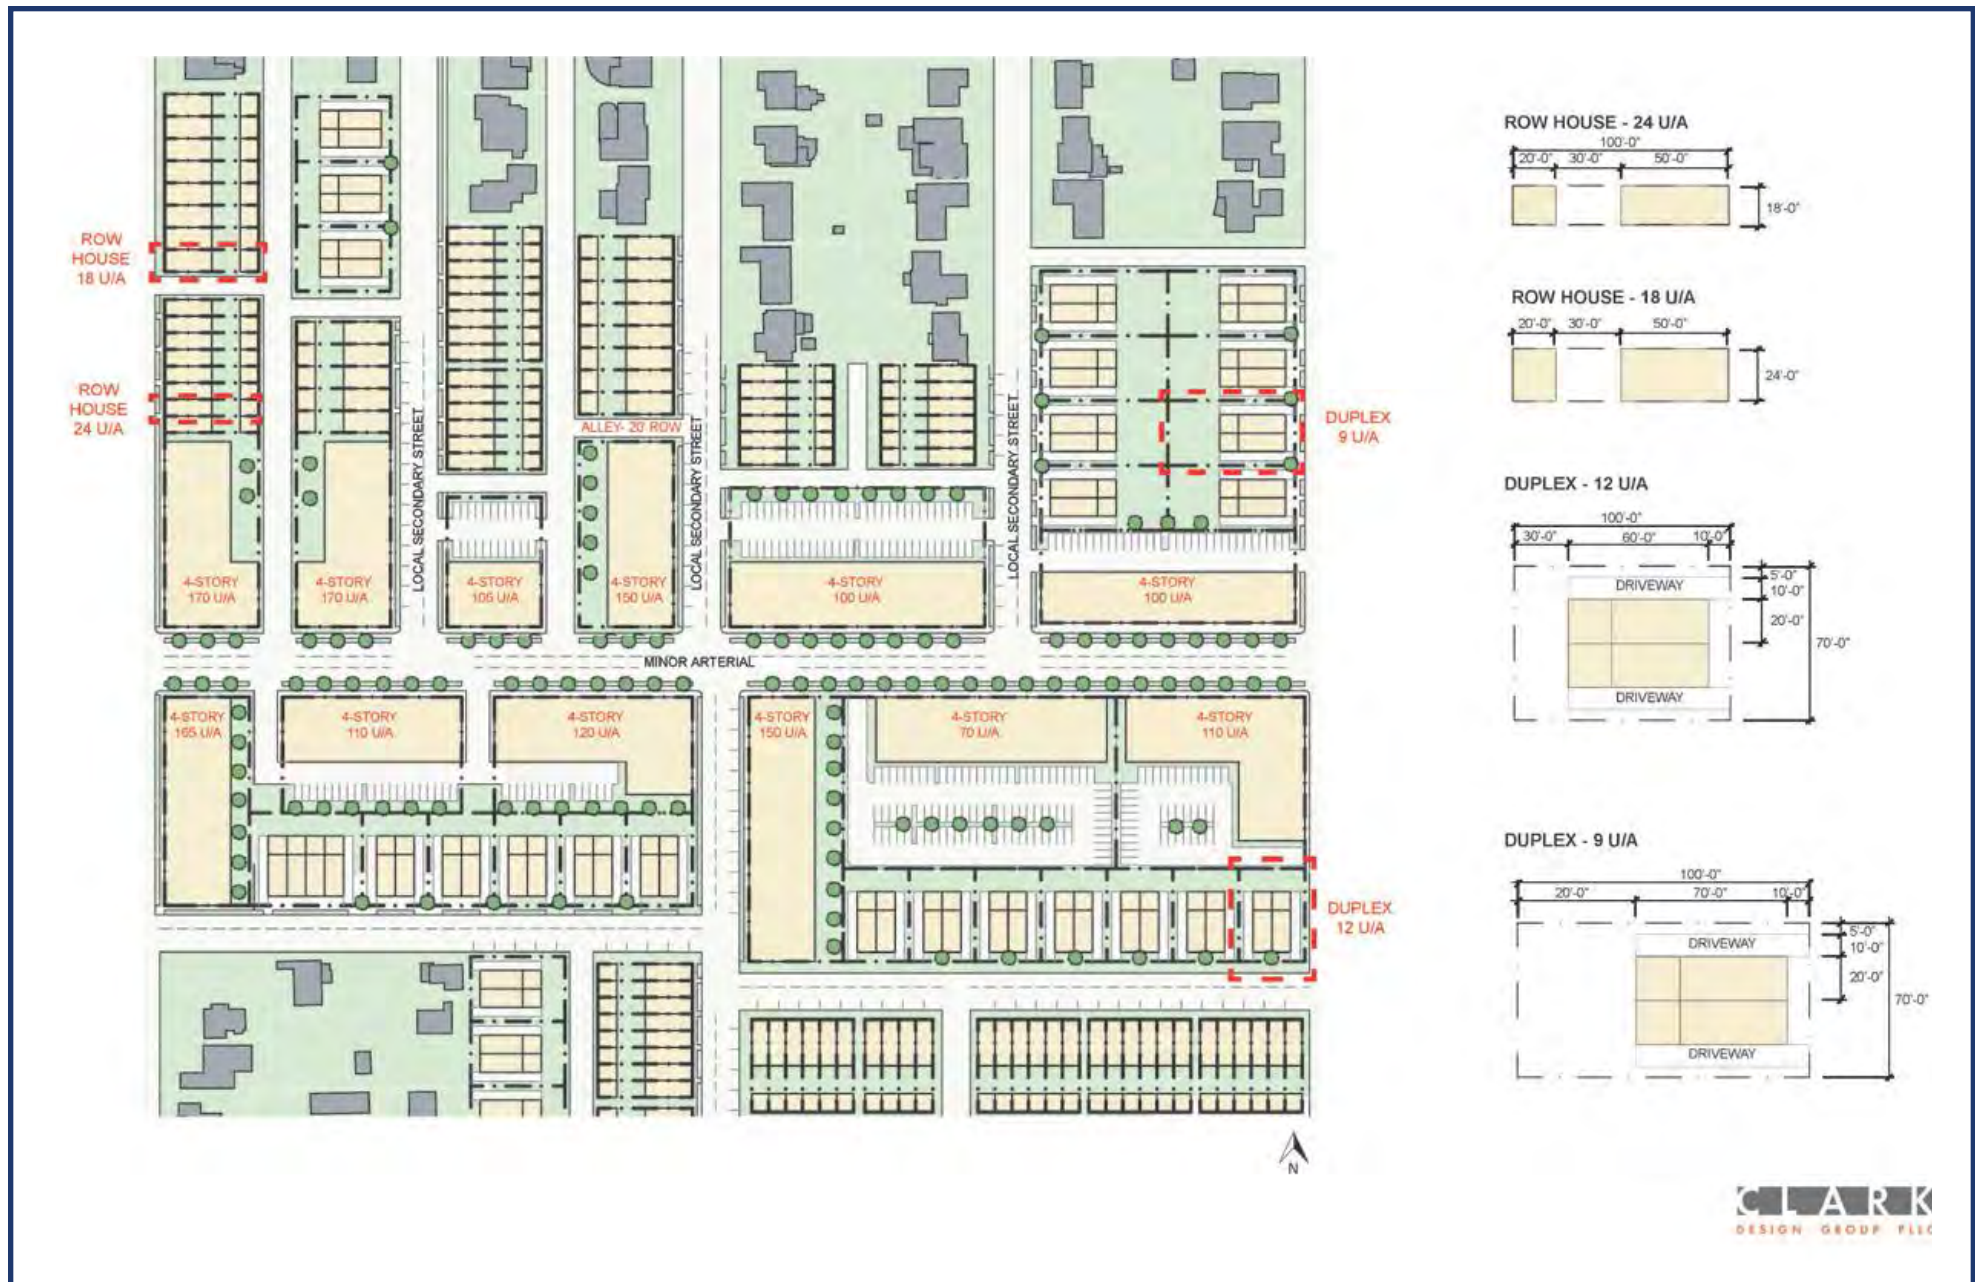 ROW
HOUSE
18 U/A
ROW
HOUSE
24 U/A
LOCAL SECONDARY STREET
ALLEY- 20' ROW
LOCAL SECONDARY STREET
LOCAL SECONDARY STREET
DUPLEX
9 U/A
4-STORY
170 U/A
4-STORY
170 U/A
4-STORY
106 U/A
4-STORY
150 U/A
4-STORY
100 U/A
4-STORY
100 U/A
MINOR ARTERIAL
4-STORY
165 U/A
4-STORY
110 U/A
4-STORY
120 U/A
4-STORY
150 U/A
4-STORY
70 U/A
4-STORY
110 U/A
DUPLEX
12 U/A
N
ROW HOUSE - 24 U/A
100'-0"
20'-0" 30'-0" 50'-0"
18'-0"
ROW HOUSE - 18 U/A
20'-0" 30'-0" 50'-0"
24'-0"
DUPLEX - 12 U/A
100'-0"
30'-0" 60'-0" 10'-0"
DRIVEWAY
5'-0"
10'-0"
20'-0"
70'-0"
DRIVEWAY
DUPLEX - 9 U/A
100'-0"
20'-0" 70'-0" 10'-0"
DRIVEWAY
5'-0"
10'-0"
20'-0"
70'-0"
DRIVEWAY
CLARK
DESIGN GROUP PLLC